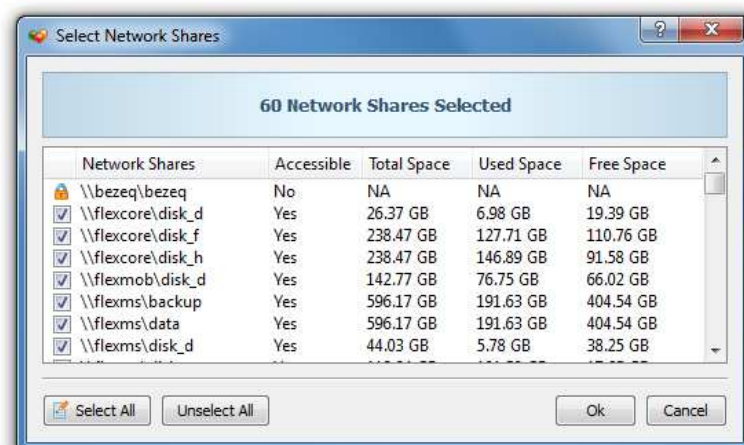 Select Network Shares
60 Network Shares Selected
Network Shares Accessible Total Space Used Space Free Space
\\bezeq\bezeq No NA NA NA
\\flexcore\disk_d Yes 26.37 GB 6.98 GB 19.39 GB
\\flexcore\disk_f Yes 238.47 GB 127.71 GB 110.76 GB
\\flexcore\disk_h Yes 238.47 GB 146.89 GB 91.58 GB
\\flexmob\disk_d Yes 142.77 GB 76.75 GB 66.02 GB
\\flexms\backup Yes 596.17 GB 191.63 GB 404.54 GB
\\flexms\data Yes 596.17 GB 191.63 GB 404.54 GB
\\flexms\disk_d Yes 44.03 GB 5.78 GB 38.25 GB
Select All Unselect All Ok Cancel